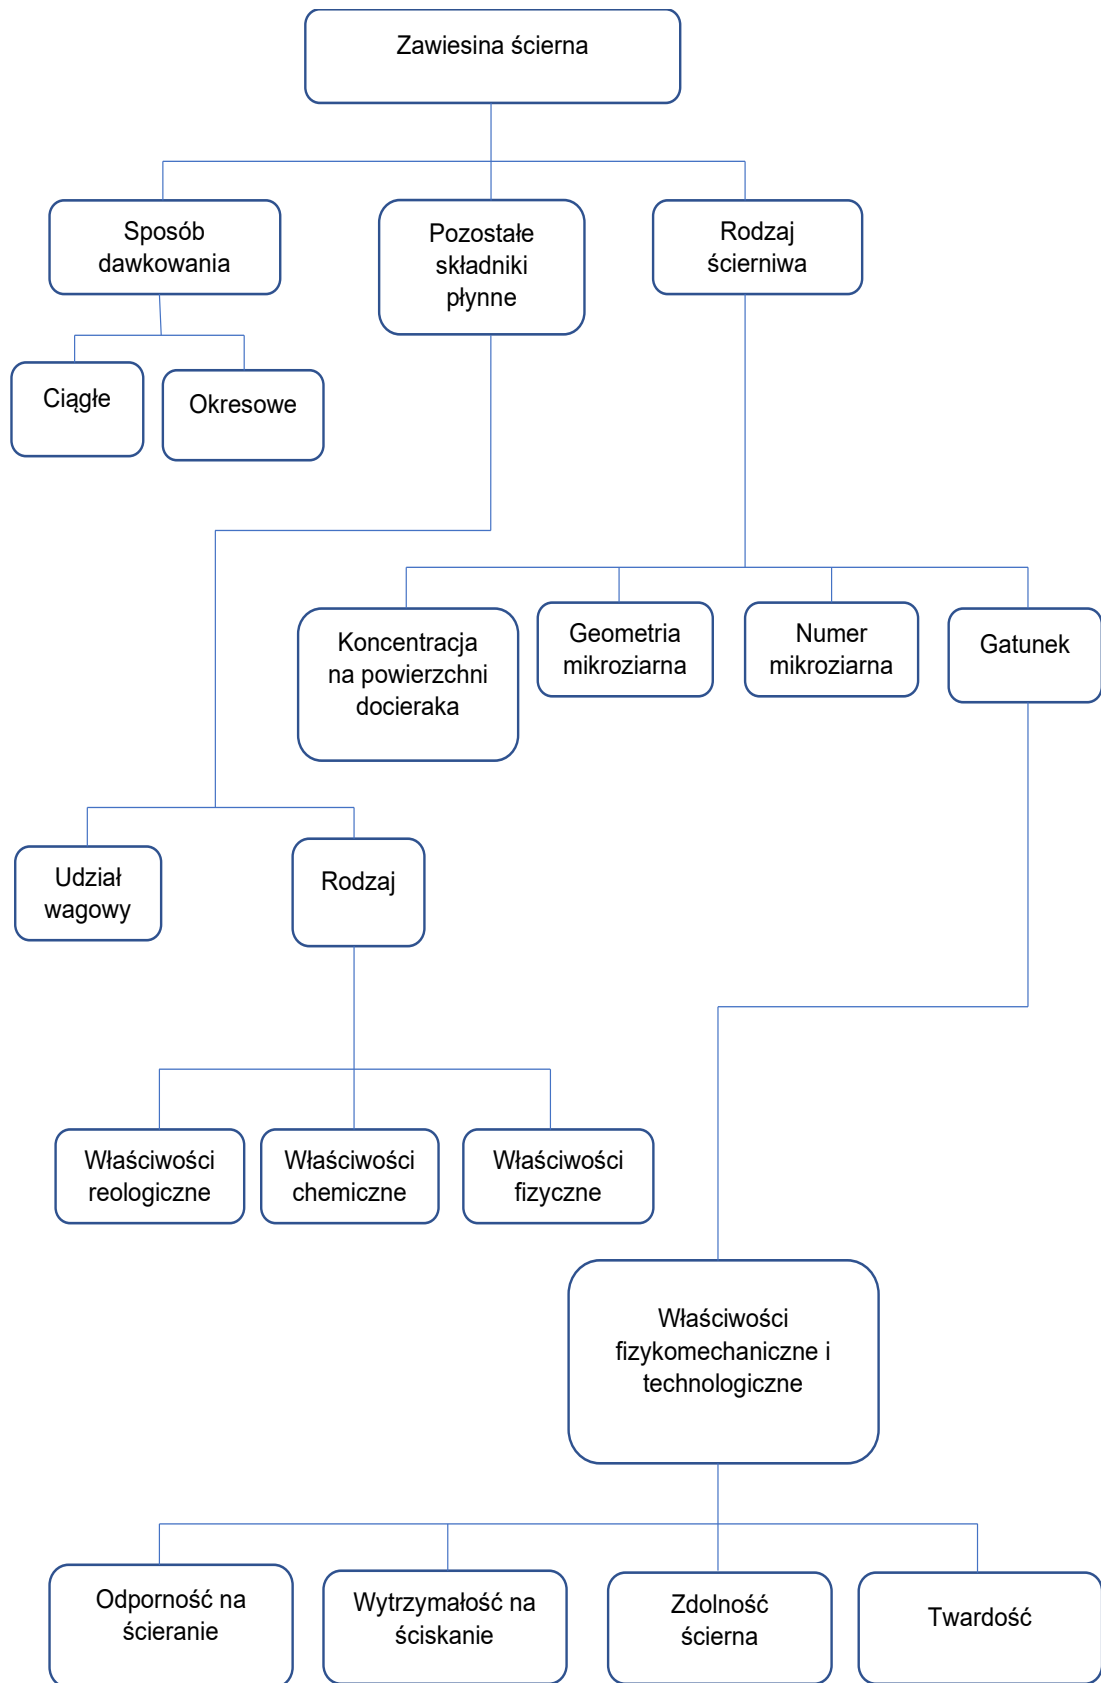 Zawiesina ścierna
Sposób
dawkowania
Pozostałe
składniki
płynne
Rodzaj
ścierniwa
Ciągłe
Okresowe
Koncentracja
na powierzchni
docieraka
Geometria
mikroziarna
Numer
mikroziarna
Gatunek
Udział
wagowy
Rodzaj
Właściwości
reologiczne
Właściwości
chemiczne
Właściwości
fizyczne
Właściwości
fizykomechaniczne i
technologiczne
Odporność na
ścieranie
Wytrzymałość na
ściskanie
Zdolność
ścierna
Twardość